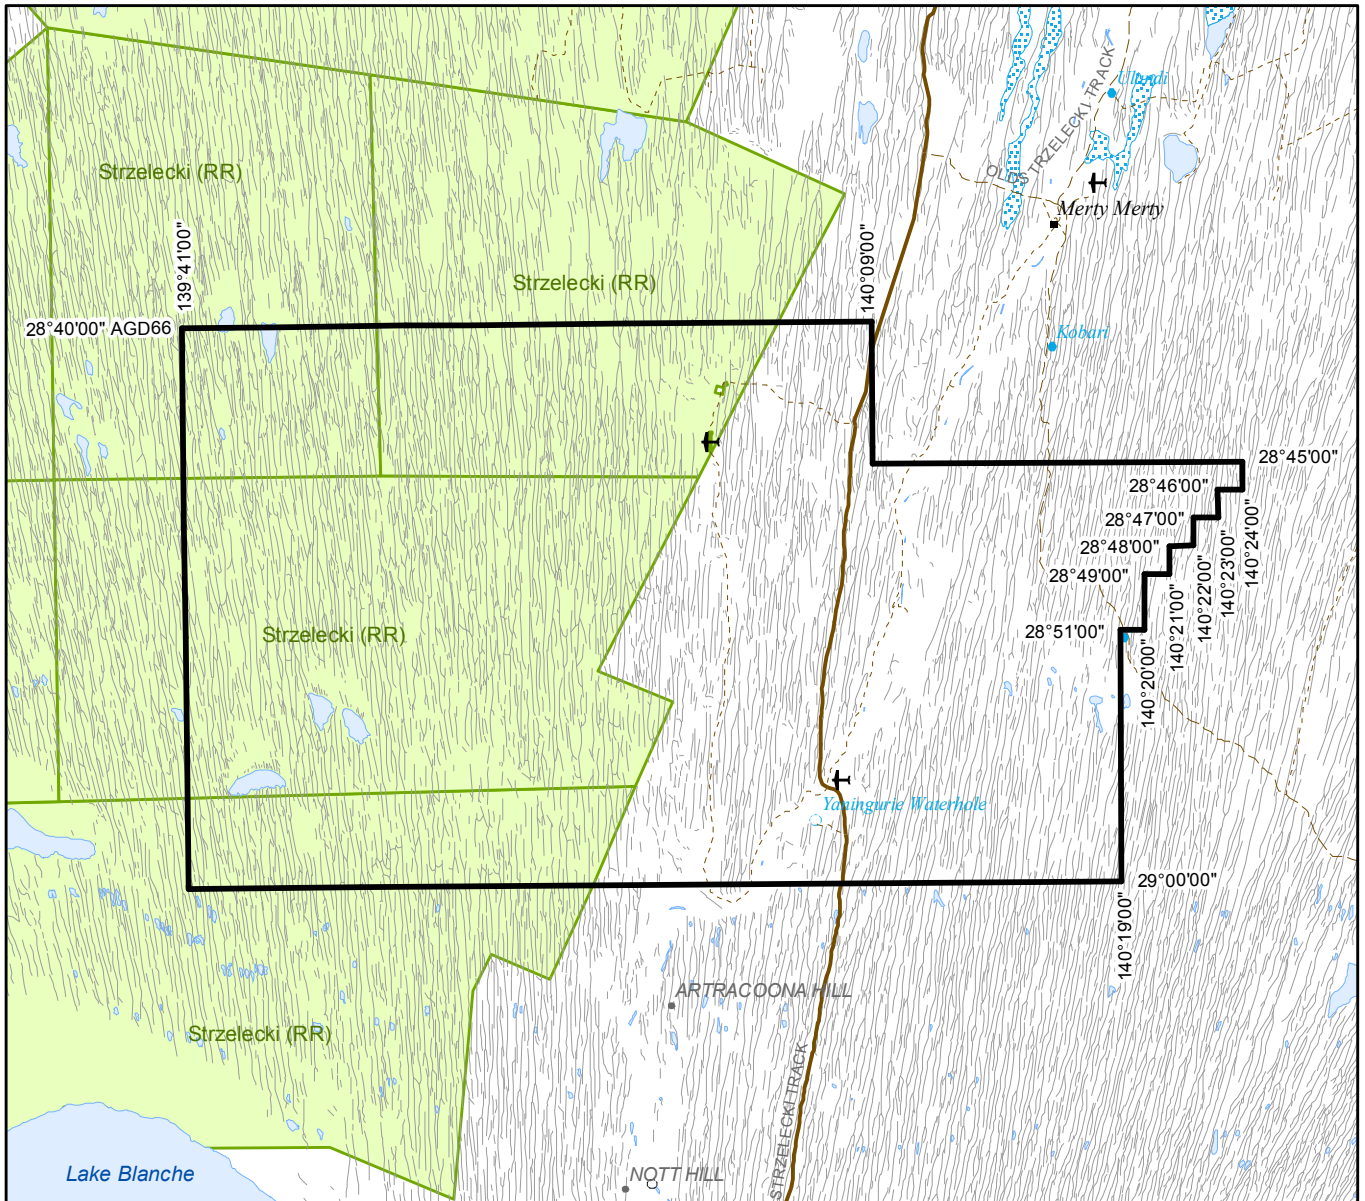 Ulundi
OLD STRZELECKI TRACK
Strzelecki (RR)
Merty Merty
139°41'00"
140°09'00"
Strzelecki (RR)
28°40'00" AGD66
Kobari
28°45'00"
28°46'00"
28°47'00"
28°48'00"
28°49'00"
28°51'00"
140°24'00"
140°23'00"
140°22'00"
140°21'00"
140°20'00"
Strzelecki (RR)
Yaningurie Waterhole
29°00'00"
140°19'00"
ARTRACOONA HILL
Strzelecki (RR)
STRZELECKI TRACK
Lake Blanche
NOTT HILL